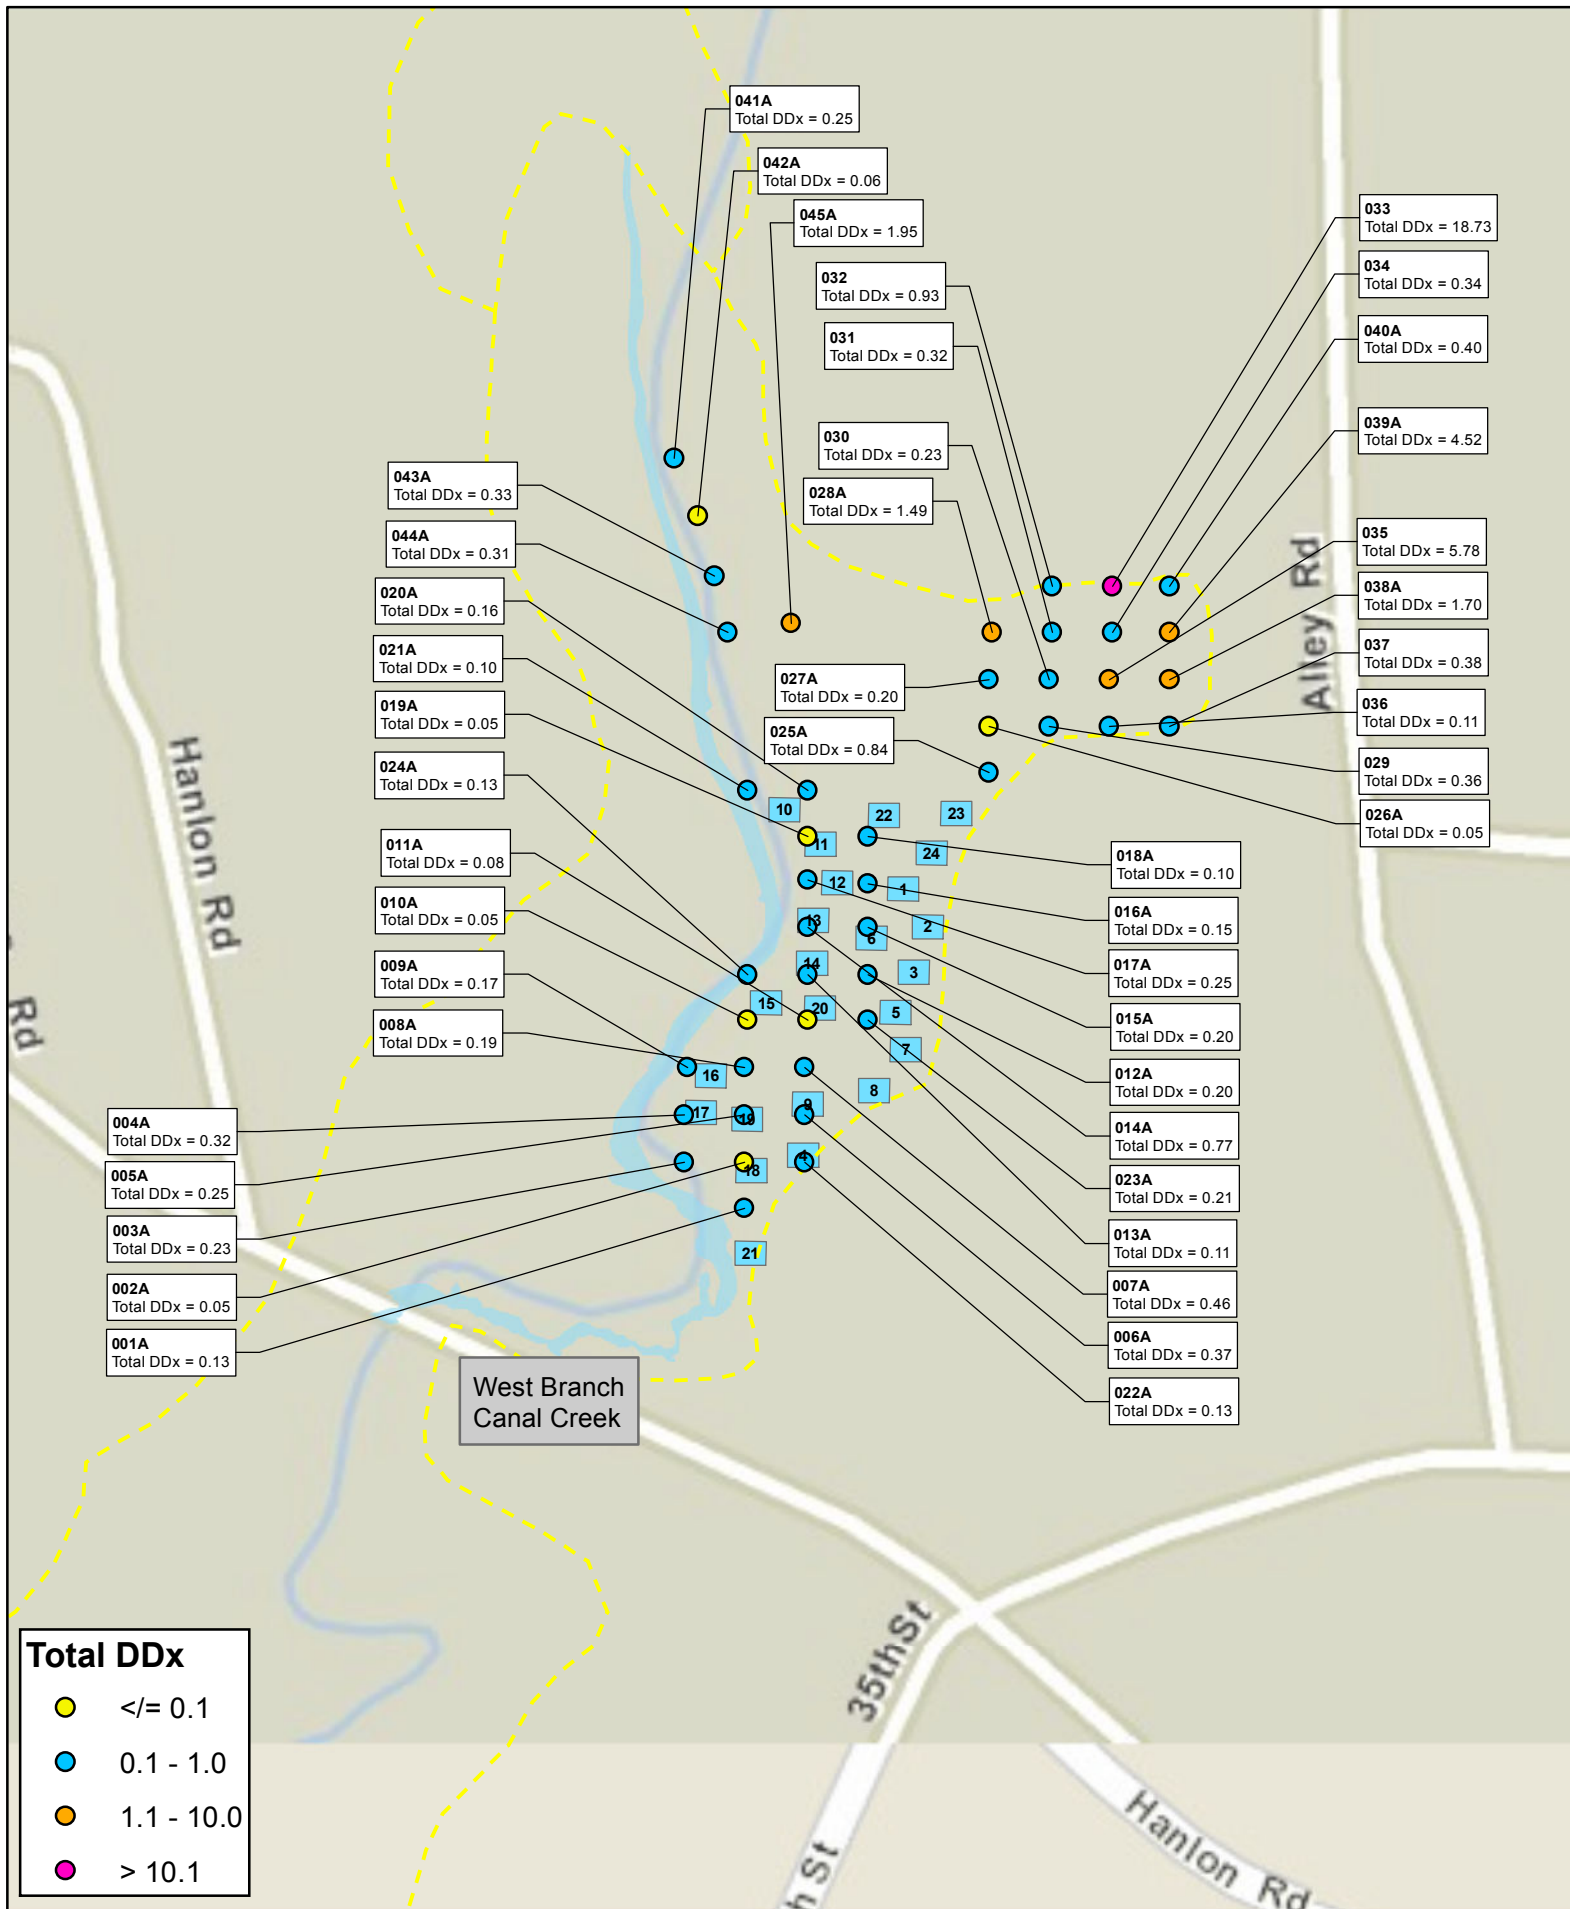 041A
Total DDx = 0.25
042A
Total DDx = 0.06
045A
Total DDx = 1.95
033
Total DDx = 18.73
032
Total DDx = 0.93
034
Total DDx = 0.34
031
Total DDx = 0.32
040A
Total DDx = 0.40
030
Total DDx = 0.23
039A
Total DDx = 4.52
043A
Total DDx = 0.33
028A
Total DDx = 1.49
044A
Total DDx = 0.31
035
Total DDx = 5.78
020A
Total DDx = 0.16
038A
Total DDx = 1.70
Alley Rd
021A
Total DDx = 0.10
027A
Total DDx = 0.20
037
Total DDx = 0.38
019A
Total DDx = 0.05
025A
Total DDx = 0.84
036
Total DDx = 0.11
024A
Total DDx = 0.13
029
Total DDx = 0.36
026A
Total DDx = 0.05
Hanlon Rd
10
22
23
11
24
011A
Total DDx = 0.08
018A
Total DDx = 0.10
12
1
010A
Total DDx = 0.05
016A
Total DDx = 0.15
13
2
6
009A
Total DDx = 0.17
14
3
017A
Total DDx = 0.25
Rd
15
20
5
008A
Total DDx = 0.19
015A
Total DDx = 0.20
7
16
8
012A
Total DDx = 0.20
004A
Total DDx = 0.32
17
19
9
014A
Total DDx = 0.77
005A
Total DDx = 0.25
18
4
023A
Total DDx = 0.21
003A
Total DDx = 0.23
21
013A
Total DDx = 0.11
002A
Total DDx = 0.05
007A
Total DDx = 0.46
001A
Total DDx = 0.13
006A
Total DDx = 0.37
West Branch
Canal Creek
022A
Total DDx = 0.13
35th St
Total DDx
</= 0.1
0.1 - 1.0
1.1 - 10.0
> 10.1
Hanlon Rd
h St